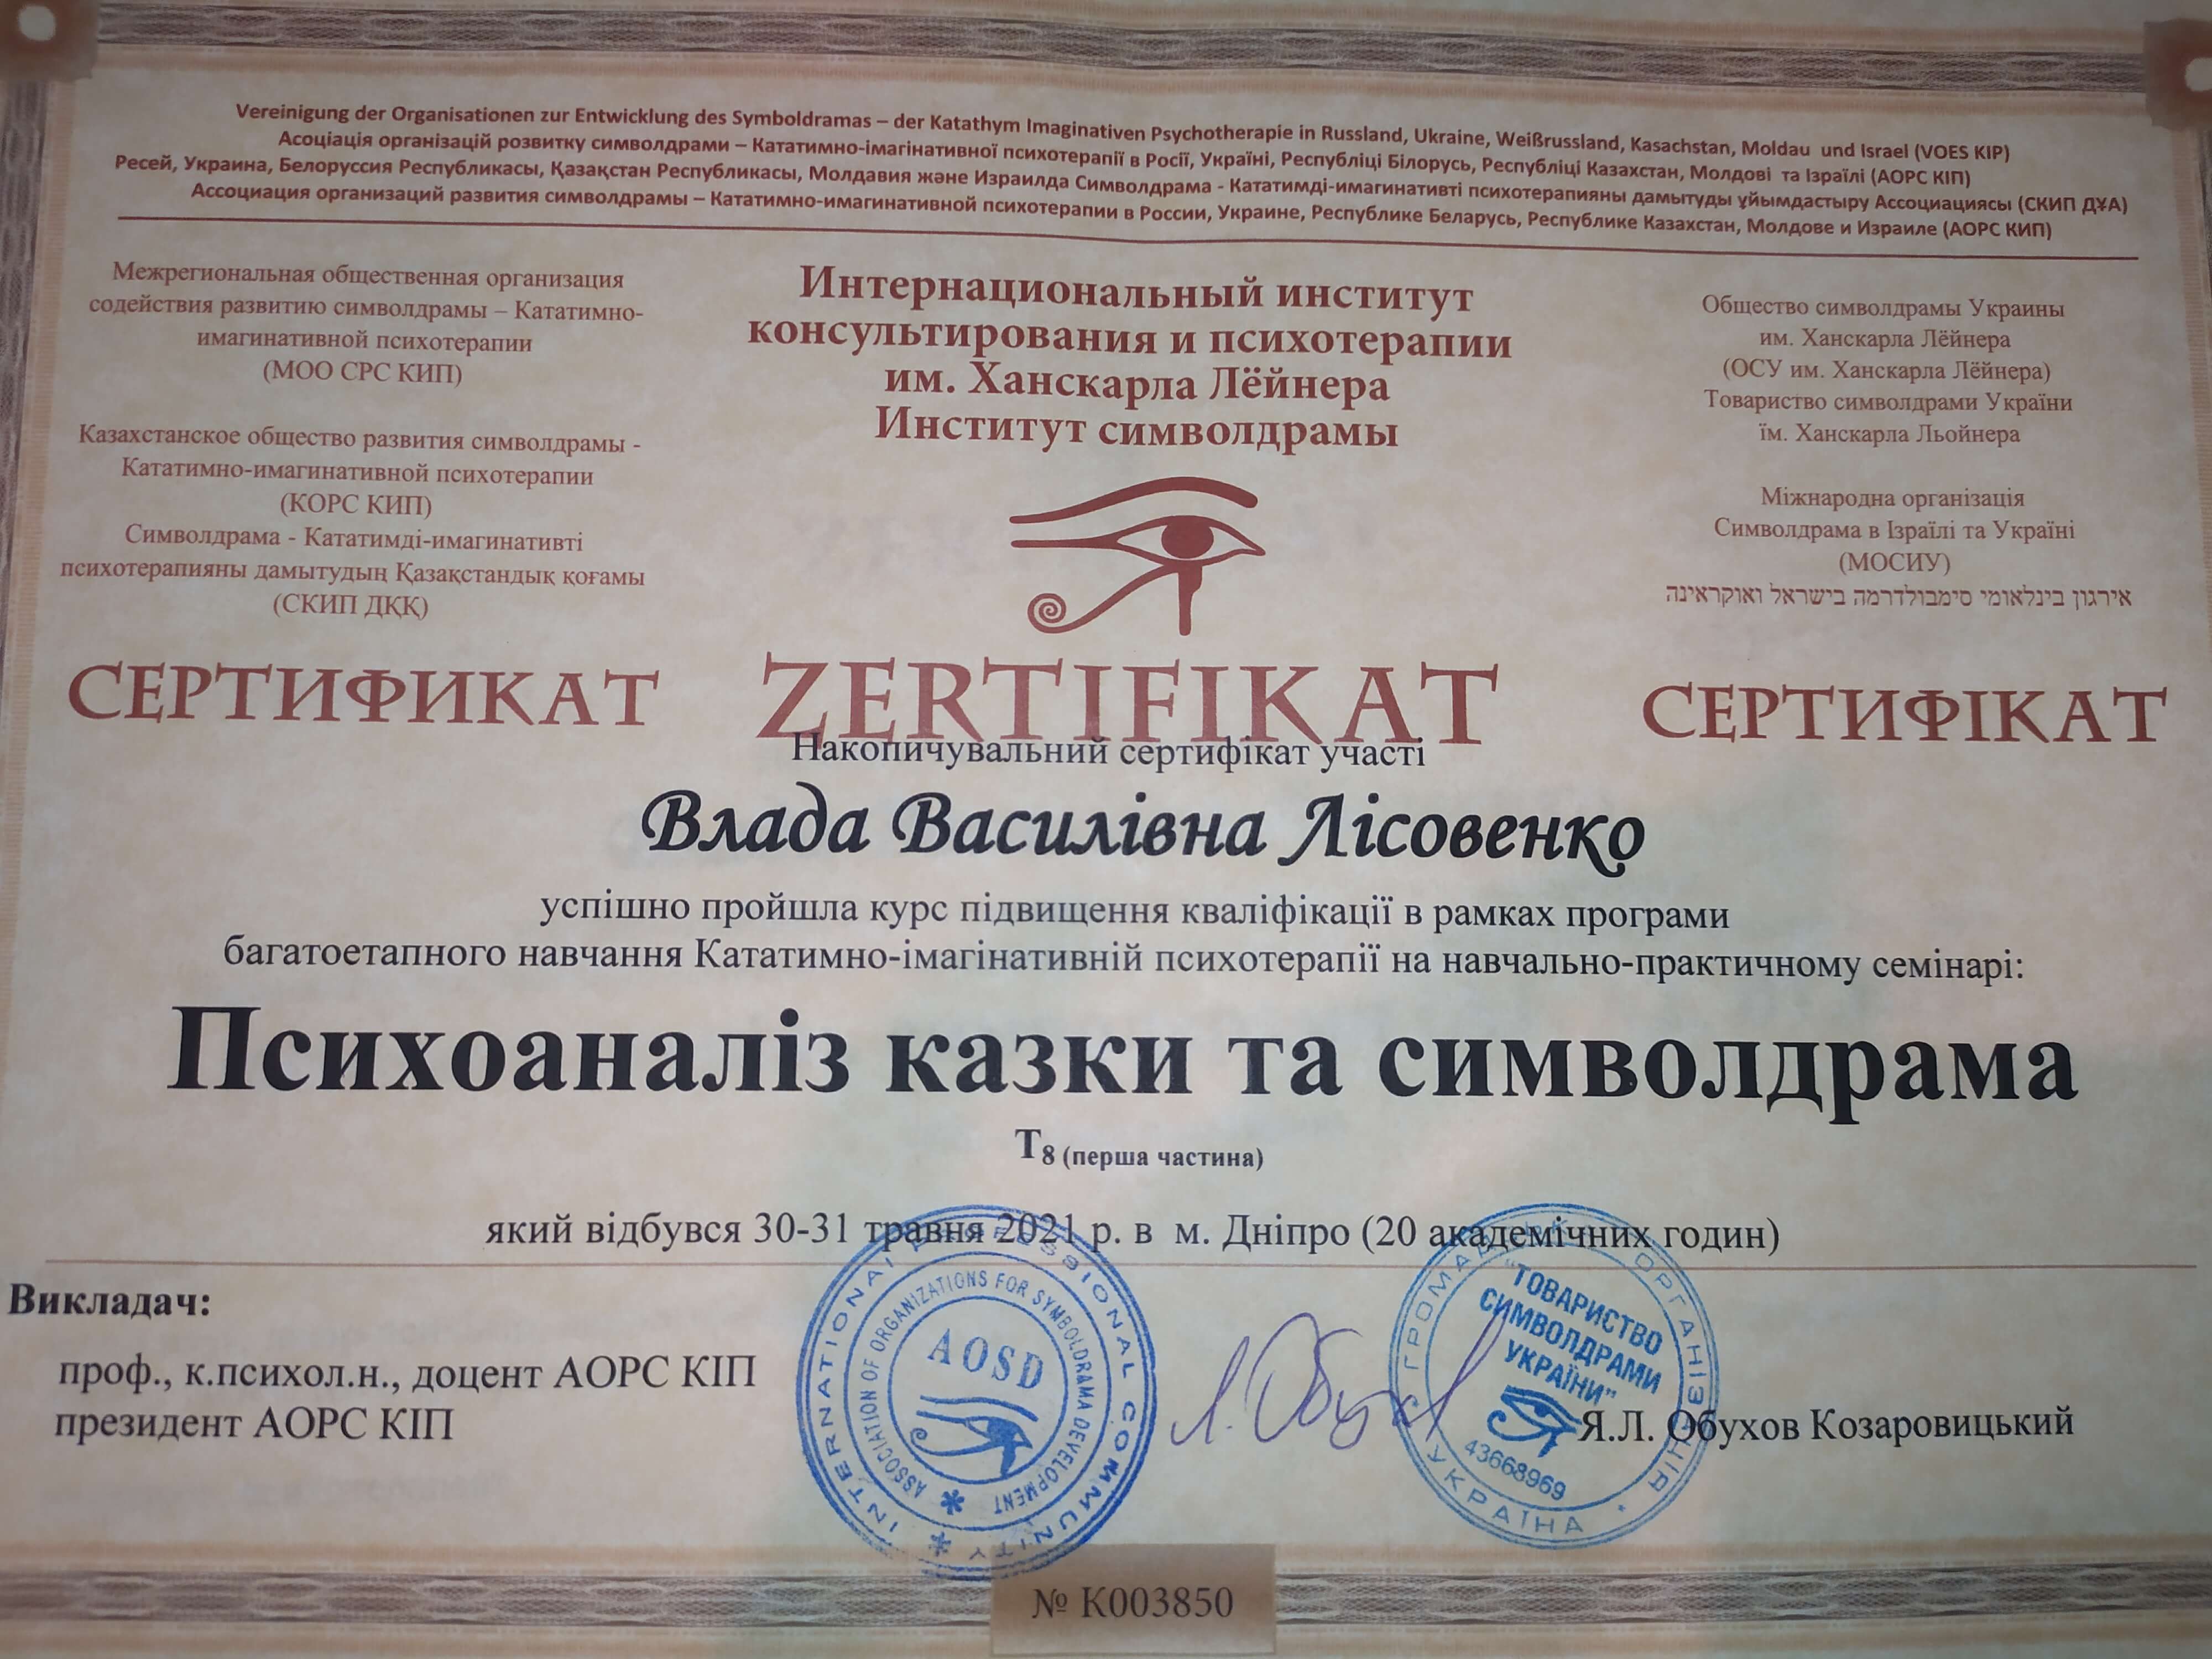 Vereinigung der Organisationen zur Entwicklung des Symboldramas – der Katathym Imaginativen Psychotherapie in Russland, Ukraine, Weißrussland, Kasachstan, Moldau und Israel (VOES KIP)
Асоціація організацій розвитку символдрами – Кататимно-імагінативної психотерапії в Росії, Україні, Республіці Білорусь, Республіці Казахстан, Молдові та Ізраїлі (АОРС КІП)
Ресей, Украина, Белоруссия Республикасы, Қазақстан Республикасы, Молдавия және Израилда Символдрама - Кататимді-имагинативті психотерапияны дамытуды ұйымдастыру Ассоциациясы (СКИП ДҰА)
Ассоциация организаций развития символдрамы – Кататимно-имагинативной психотерапии в России, Украине, Республике Беларусь, Республике Казахстан, Молдове и Израиле (АОРС КИП)
Межрегиональная общественная организация
содействия развитию символдрамы – Кататимно-
имагинативной психотерапии
(МОО СРС КИП)
Казахстанское общество развития символдрамы -
Кататимно-имагинативной психотерапии
(КОРС КИП)
Символдрама - Кататимді-имагинативті
психотерапияны дамытудың Қазақстандық қоғамы
(СКИП ДҚҚ)
Интернациональный институт
консультирования и психотерапии
им. Ханскарла Лёйнера
Институт символдрамы
Общество символдрамы Украины
им. Ханскарла Лёйнера
(ОСУ им. Ханскарла Лёйнера)
Товариство символдрами України
їм. Ханскарла Льойнера
Міжнародна організація
Символдрама в Ізраїлі та Україні
(МОСИУ)
אירגון בינלאומי סימבולדרמה בישראל ואוקראינה
СЕРТИФИКАТ
ZERTIFIKAT
СЕРТИФІКАТ
Накопичувальний сертифікат участі
Влада Василівна Лісовенко
успішно пройшла курс підвищення кваліфікації в рамках програми
багатоетапного навчання Кататимно-імагінативній психотерапії на навчально-практичному семінарі:
Психоаналіз казки та символдрама
Т8 (перша частина)
який відбувся 30-31 травня 2021 р. в м. Дніпро (20 академічних годин)
Викладач:
проф., к.психол.н., доцент АОРС КІП
президент АОРС КІП
INTERNATIONAL PROFESSIONAL COMMUNITY
ASSOCIATION OF ORGANIZATIONS FOR SYMBOLDRAMA DEVELOPMENT
AOSD
Я. Обухов
ГРОМАДСЬКА ОРГАНІЗАЦІЯ * УКРАЇНА *
"ТОВАРИСТВО
СИМВОЛДРАМИ
УКРАЇНИ"
43668969
Я.Л. Обухов Козаровицький
№ К003850